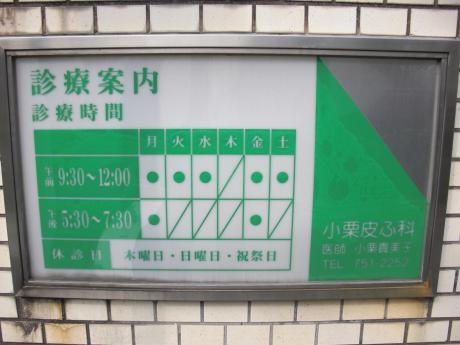 診療案内
診療時間
月 火 水 木 金 土
午前 9:30～12:00 ● ● ● ／ ● ●
午後 5:30～7:30 ● ／ ／ ／ ● ／
休診日 木曜日・日曜日・祝祭日
小栗皮ふ科
医師 小栗貴美子
TEL 751-2252